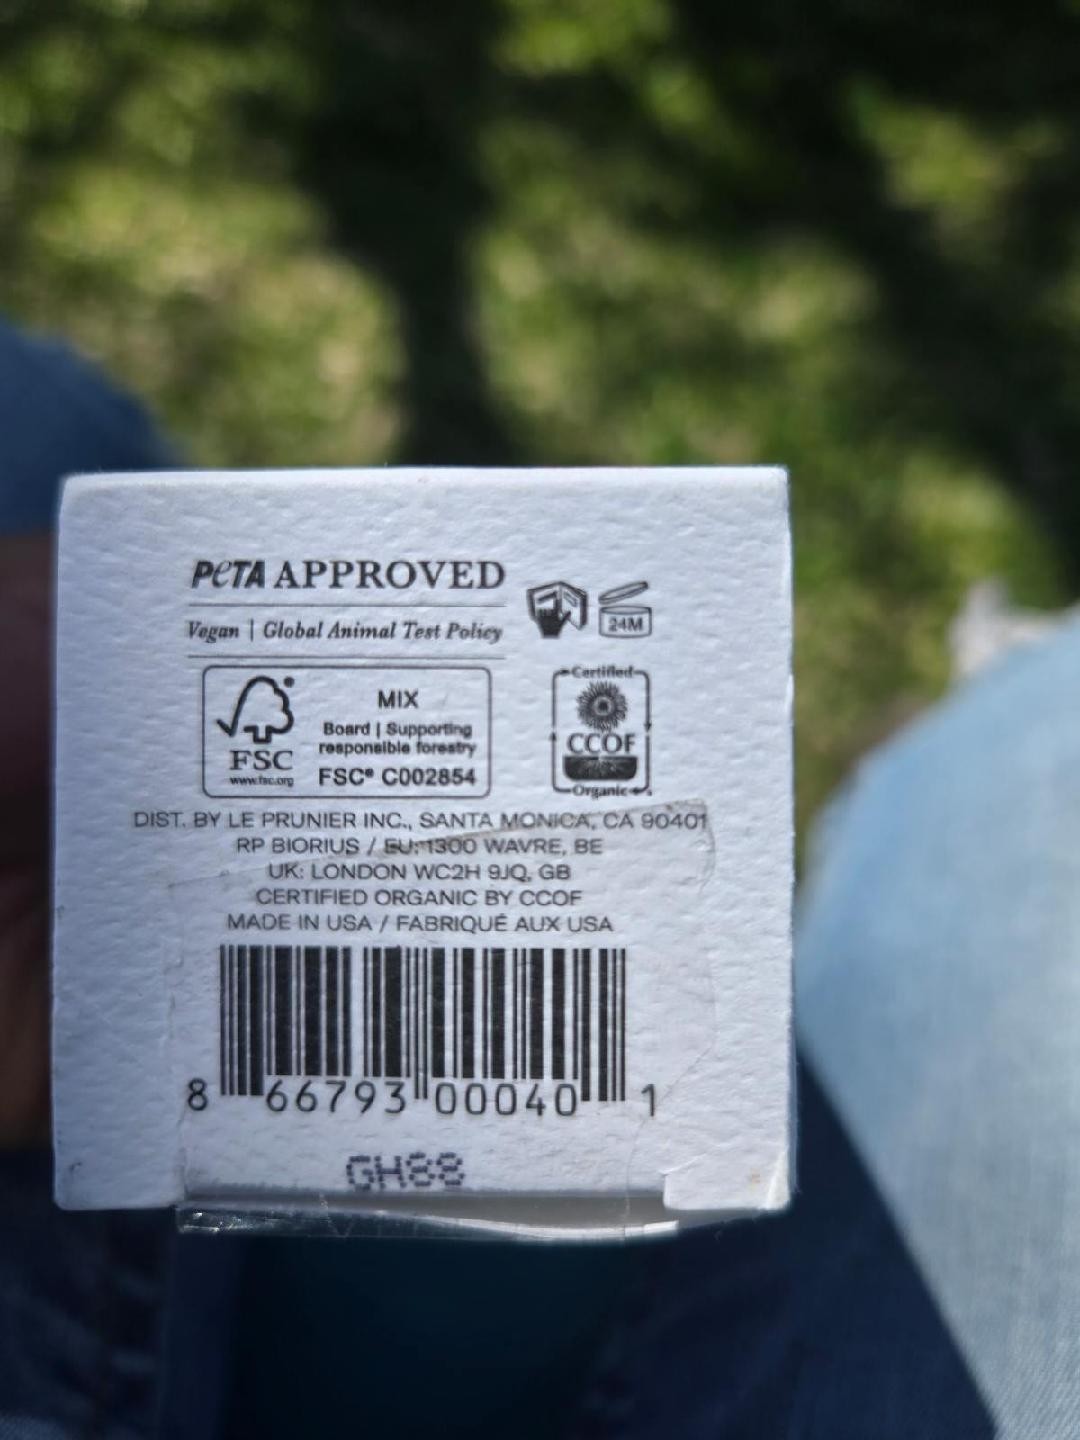 PETA APPROVED
Vegan | Global Animal Test Policy
24M
FSC
www.fsc.org
MIX
Board | Supporting
responsible forestry
FSC® C002854
Certified
CCOF
Organic
DIST. BY LE PRUNIER INC., SANTA MONICA, CA 90401
RP BIORIUS / EU: 1300 WAVRE, BE
UK: LONDON WC2H 9JQ, GB
CERTIFIED ORGANIC BY CCOF
MADE IN USA / FABRIQUÉ AUX USA
8 66793 00040 1
GH88